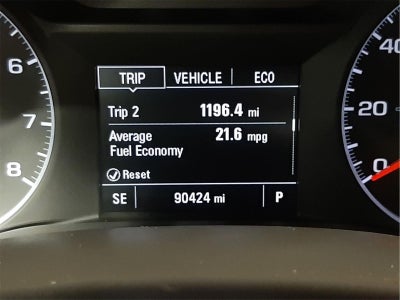 TRIP VEHICLE ECO
Trip 2 1196.4 mi
Average 21.6 mpg
Fuel Economy
Reset
SE 90424 mi P
6
7
8
40
20
0